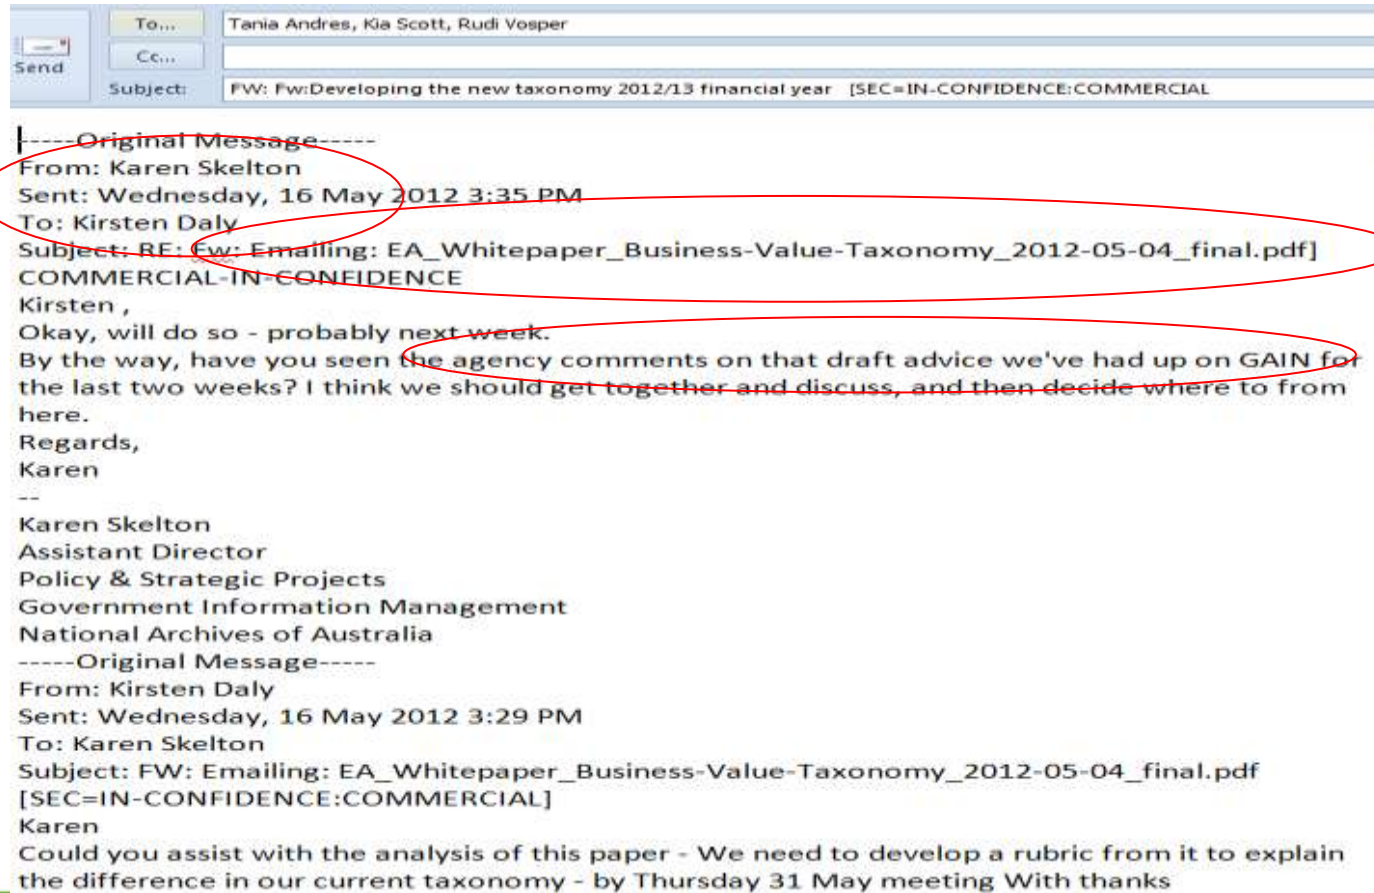 To...
Tania Andres, Kia Scott, Rudi Vosper
Send
Cc...
Subject:
FW: Fw:Developing the new taxonomy 2012/13 financial year [SEC=IN-CONFIDENCE:COMMERCIAL
-----Original Message-----
From: Karen Skelton
Sent: Wednesday, 16 May 2012 3:35 PM
To: Kirsten Daly
Subject: RE: Fw: Emailing: EA_Whitepaper_Business-Value-Taxonomy_2012-05-04_final.pdf]
COMMERCIAL-IN-CONFIDENCE
Kirsten ,
Okay, will do so - probably next week.
By the way, have you seen the agency comments on that draft advice we've had up on GAIN for
the last two weeks? I think we should get together and discuss, and then decide where to from
here.
Regards,
Karen
--
Karen Skelton
Assistant Director
Policy & Strategic Projects
Government Information Management
National Archives of Australia
-----Original Message-----
From: Kirsten Daly
Sent: Wednesday, 16 May 2012 3:29 PM
To: Karen Skelton
Subject: FW: Emailing: EA_Whitepaper_Business-Value-Taxonomy_2012-05-04_final.pdf
[SEC=IN-CONFIDENCE:COMMERCIAL]
Karen
Could you assist with the analysis of this paper - We need to develop a rubric from it to explain
the difference in our current taxonomy - by Thursday 31 May meeting With thanks